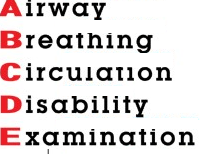 Airway
Breathing
Circulation
Disability
Examination